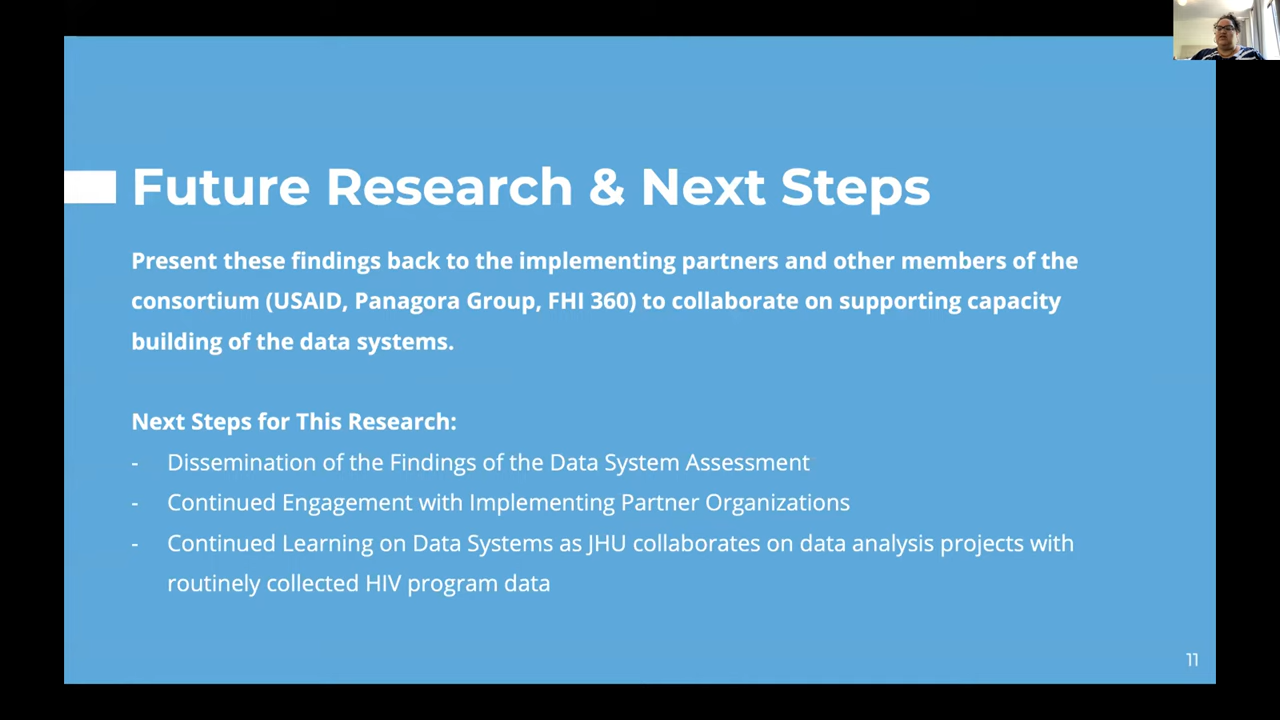 Future Research & Next Steps
Present these findings back to the implementing partners and other members of the
consortium (USAID, Panagora Group, FHI 360) to collaborate on supporting capacity
building of the data systems.
Next Steps for This Research:
- Dissemination of the Findings of the Data System Assessment
- Continued Engagement with Implementing Partner Organizations
- Continued Learning on Data Systems as JHU collaborates on data analysis projects with
routinely collected HIV program data
11